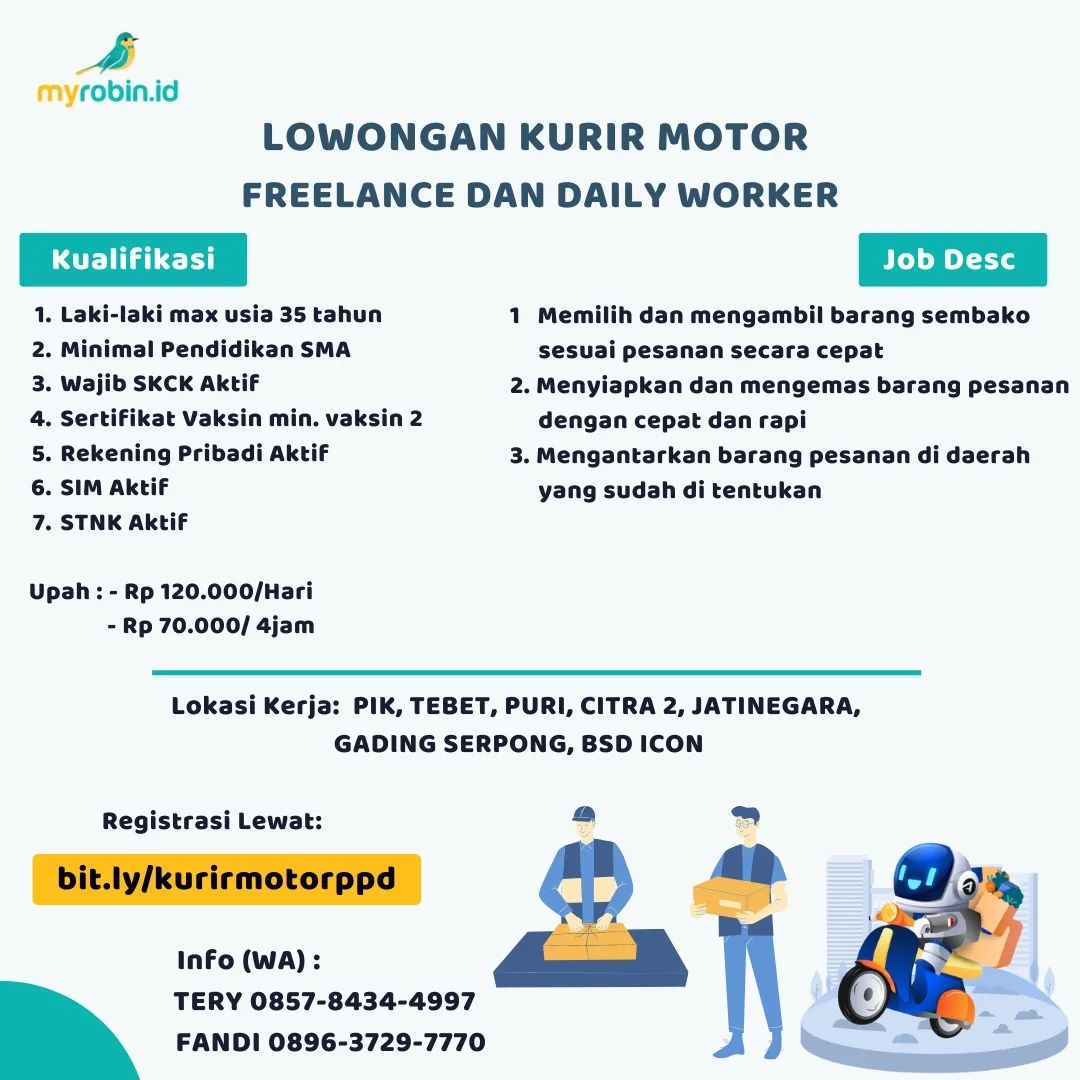 myrobin.id
LOWONGAN KURIR MOTOR
FREELANCE DAN DAILY WORKER
Kualifikasi
1. Laki-laki max usia 35 tahun
2. Minimal Pendidikan SMA
3. Wajib SKCK Aktif
4. Sertifikat Vaksin min. vaksin 2
5. Rekening Pribadi Aktif
6. SIM Aktif
7. STNK Aktif
Upah : - Rp 120.000/Hari
- Rp 70.000/ 4jam
Job Desc
1 Memilih dan mengambil barang sembako
sesuai pesanan secara cepat
2. Menyiapkan dan mengemas barang pesanan
dengan cepat dan rapi
3. Mengantarkan barang pesanan di daerah
yang sudah di tentukan
Lokasi Kerja: PIK, TEBET, PURI, CITRA 2, JATINEGARA,
GADING SERPONG, BSD ICON
Registrasi Lewat:
bit.ly/kurirmotorppd
Info (WA) :
TERY 0857-8434-4997
FANDI 0896-3729-7770